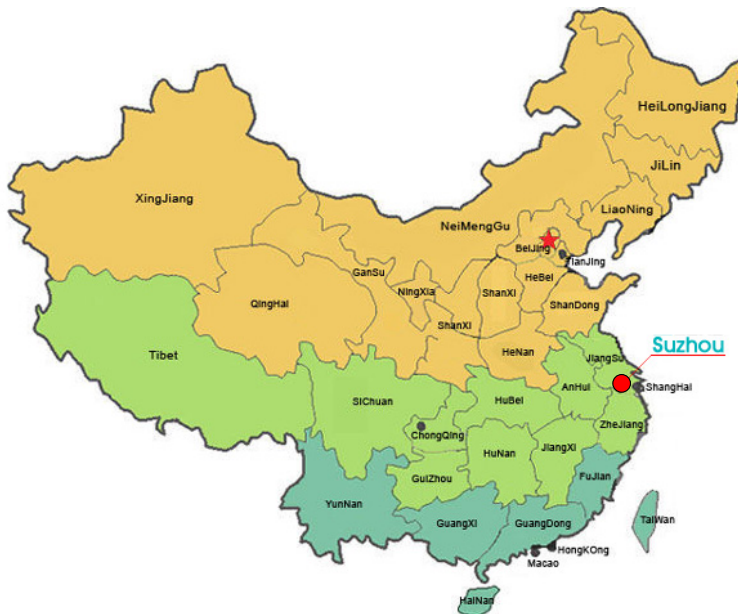 HeiLongJiang
JiLin
XingJiang
LiaoNing
NeiMengGu
BeiJing
TianJing
GanSu
HeBei
NingXia
ShanXi
QingHai
ShanDong
ShanXi
HeNan
Tibet
JiangSu
Suzhou
AnHui
ShangHai
SiChuan
HuBei
ZheJiang
ChongQing
JiangXi
HuNan
GuiZhou
FuJian
YunNan
GuangXi
GuangDong
TaiWan
HongKOng
Macao
HaiNan